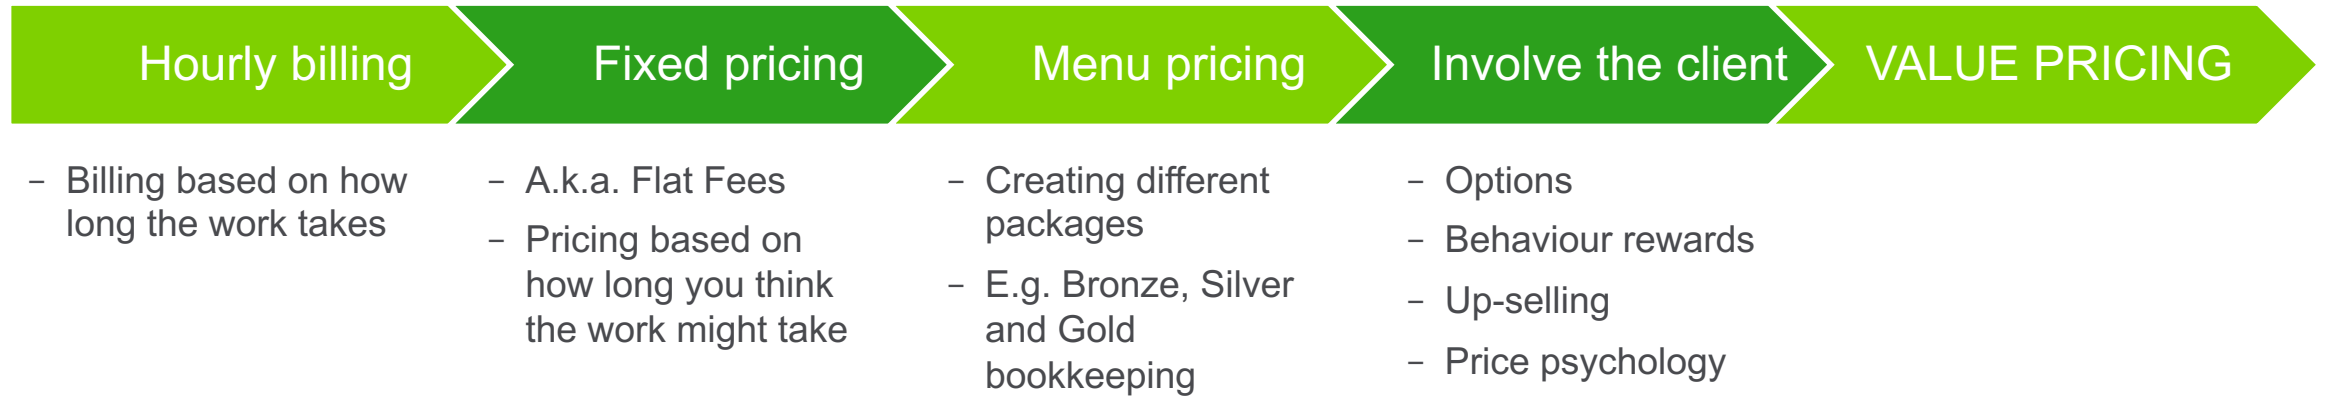 Hourly billing
Fixed pricing
Menu pricing
Involve the client
VALUE PRICING
– Billing based on how
long the work takes
– A.k.a. Flat Fees
– Pricing based on
how long you think
the work might take
– Creating different
packages
– E.g. Bronze, Silver
and Gold
bookkeeping
– Options
– Behaviour rewards
– Up-selling
– Price psychology